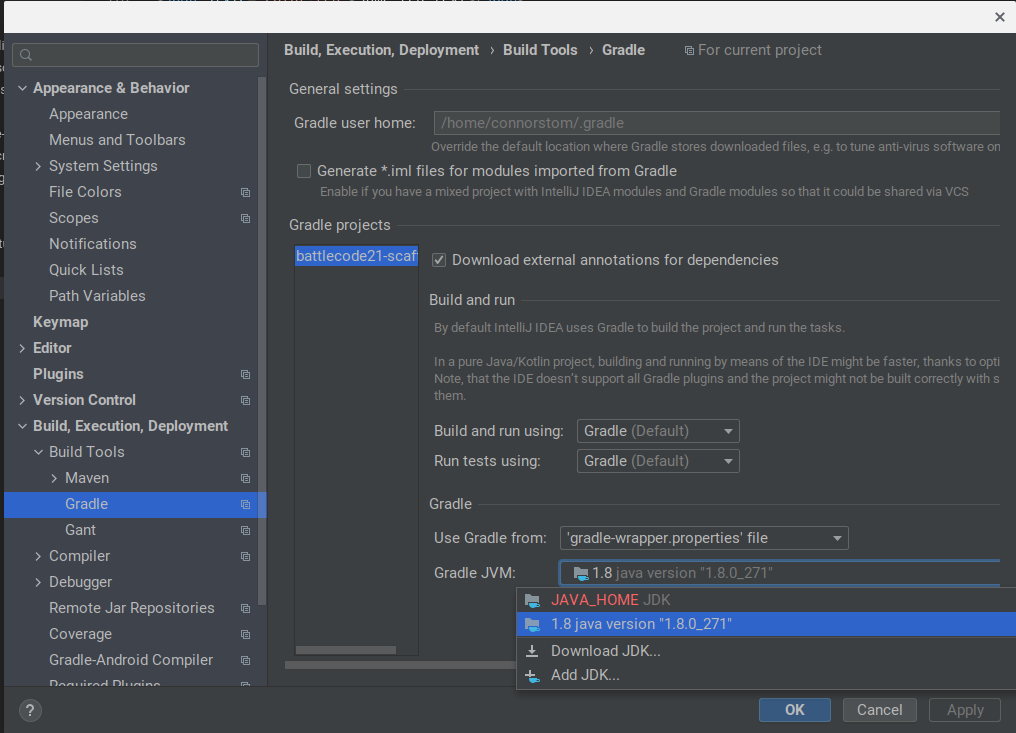 Build, Execution, Deployment › Build Tools › Gradle For current project
Appearance & Behavior
Appearance
Menus and Toolbars
System Settings
File Colors
Scopes
Notifications
Quick Lists
Path Variables
Keymap
Editor
Plugins
Version Control
Build, Execution, Deployment
Build Tools
Maven
Gradle
Gant
Compiler
Debugger
Remote Jar Repositories
Coverage
Gradle-Android Compiler
Required Plugins
General settings
Gradle user home: /home/connorstom/.gradle
Override the default location where Gradle stores downloaded files, e.g. to tune anti-virus software on
Generate *.iml files for modules imported from Gradle
Enable if you have a mixed project with IntelliJ IDEA modules and Gradle modules so that it could be shared via VCS
Gradle projects
battlecode21-scaf
Download external annotations for dependencies
Build and run
By default IntelliJ IDEA uses Gradle to build the project and run the tasks.
In a pure Java/Kotlin project, building and running by means of the IDE might be faster, thanks to opti
Note, that the IDE doesn't support all Gradle plugins and the project might not be built correctly with s
them.
Build and run using: Gradle (Default)
Run tests using: Gradle (Default)
Gradle
Use Gradle from: 'gradle-wrapper.properties' file
Gradle JVM: 1.8 java version "1.8.0_271"
JAVA_HOME JDK
1.8 java version "1.8.0_271"
Download JDK...
Add JDK...
?
OK Cancel Apply